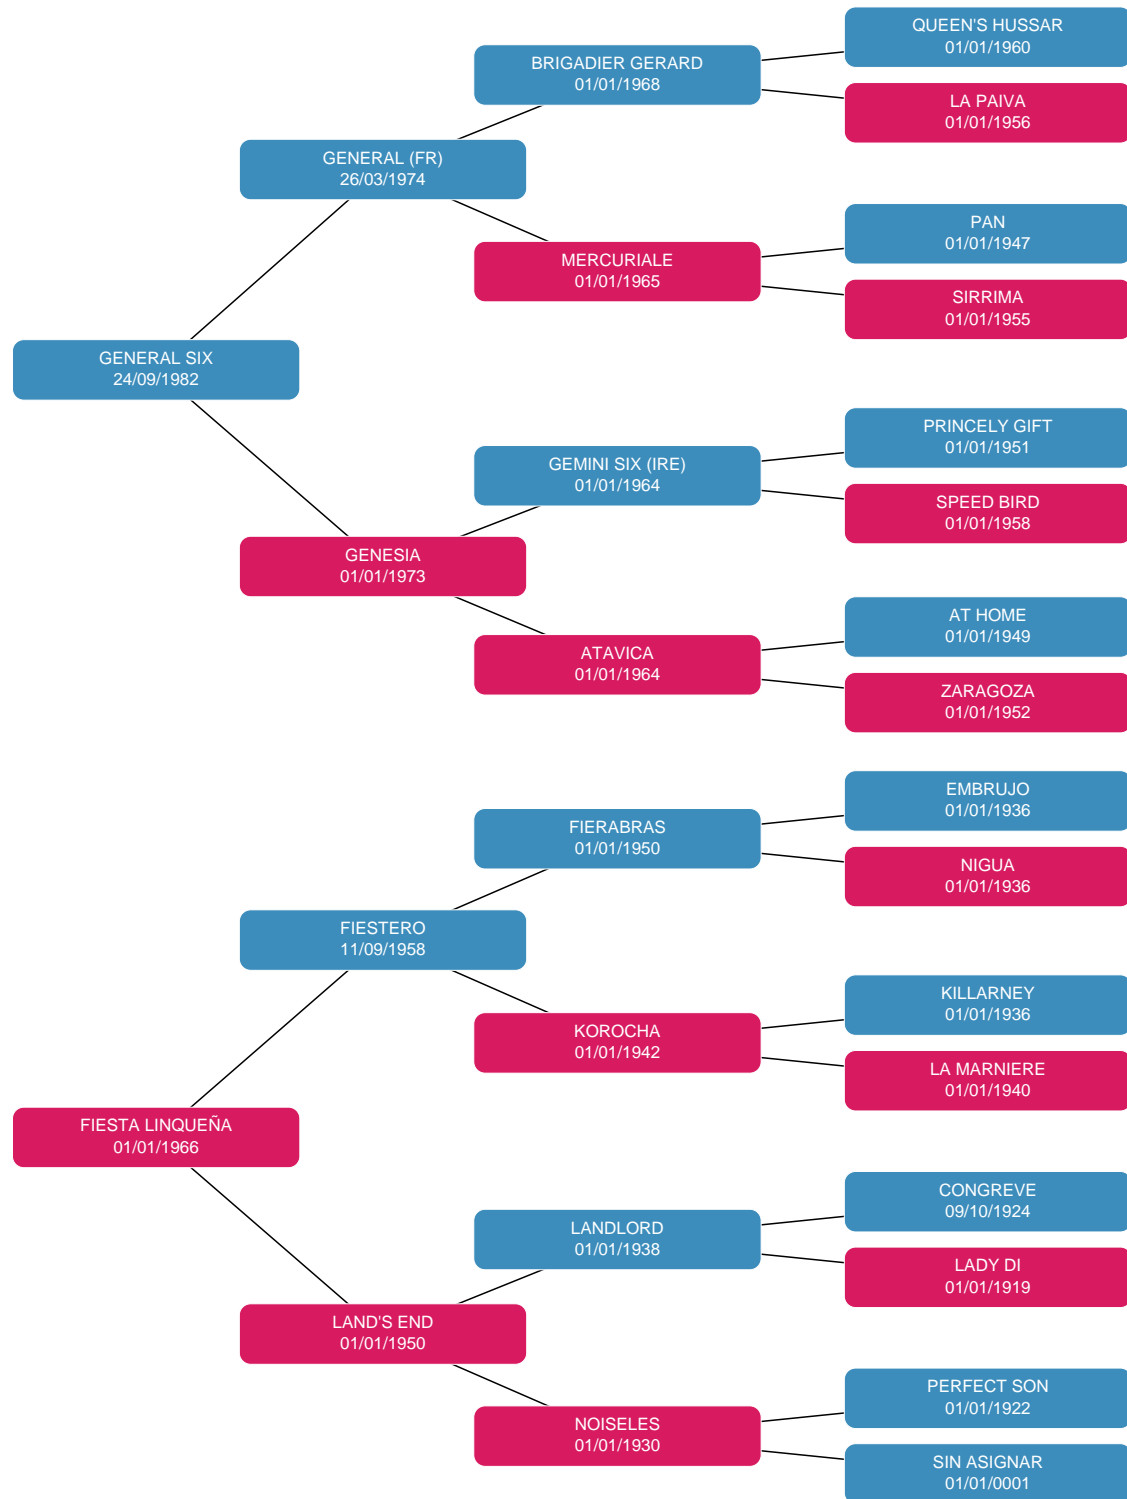 QUEEN'S HUSSAR
01/01/1960
BRIGADIER GERARD
01/01/1968
LA PAIVA
01/01/1956
GENERAL (FR)
26/03/1974
PAN
01/01/1947
MERCURIALE
01/01/1965
SIRRIMA
01/01/1955
GENERAL SIX
24/09/1982
PRINCELY GIFT
01/01/1951
GEMINI SIX (IRE)
01/01/1964
SPEED BIRD
01/01/1958
GENESIA
01/01/1973
AT HOME
01/01/1949
ATAVICA
01/01/1964
ZARAGOZA
01/01/1952
EMBRUJO
01/01/1936
FIERABRAS
01/01/1950
NIGUA
01/01/1936
FIESTERO
11/09/1958
KILLARNEY
01/01/1936
KOROCHA
01/01/1942
LA MARNIERE
01/01/1940
FIESTA LINQUEÑA
01/01/1966
CONGREVE
09/10/1924
LANDLORD
01/01/1938
LADY DI
01/01/1919
LAND'S END
01/01/1950
PERFECT SON
01/01/1922
NOISELES
01/01/1930
SIN ASIGNAR
01/01/0001